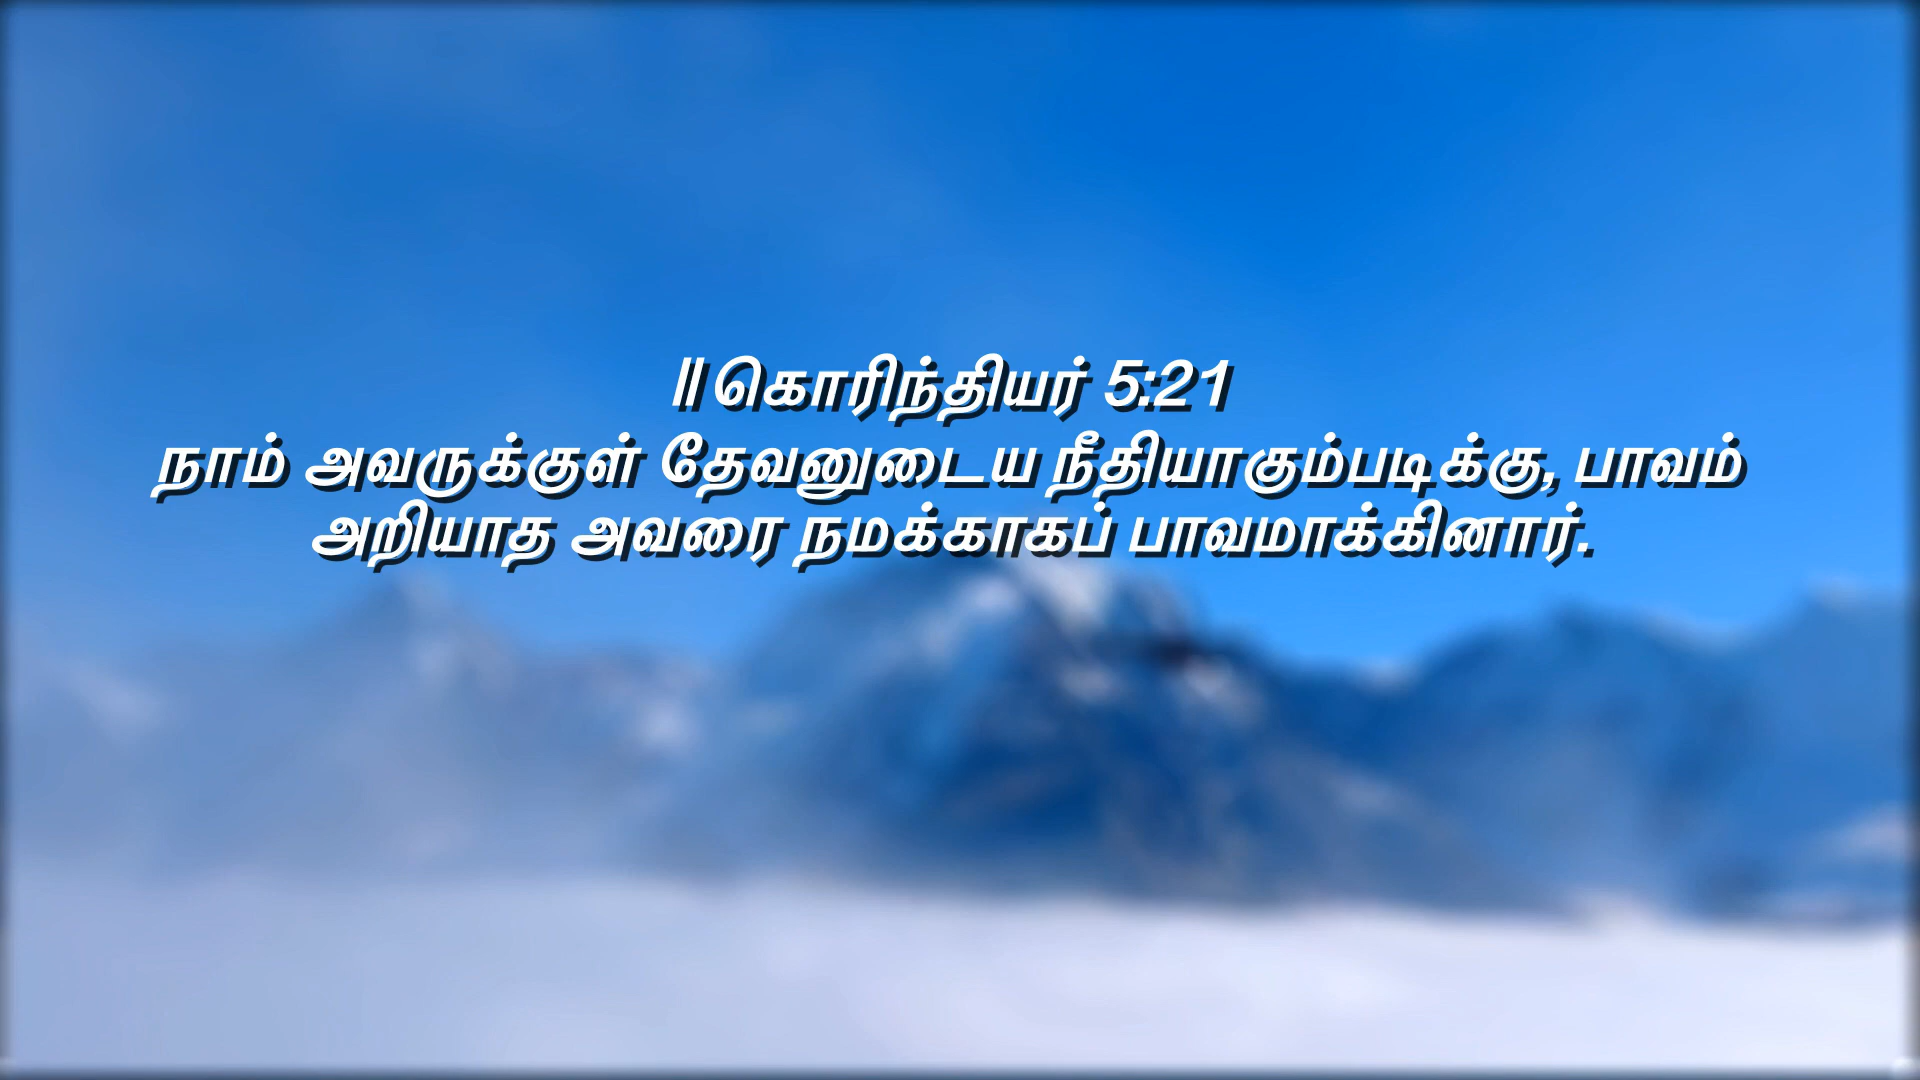 II கொரிந்தியர் 5:21
நாம் அவருக்குள் தேவனுடைய நீதியாகும்படிக்கு, பாவம்
அறியாத அவரை நமக்காகப் பாவமாக்கினார்.